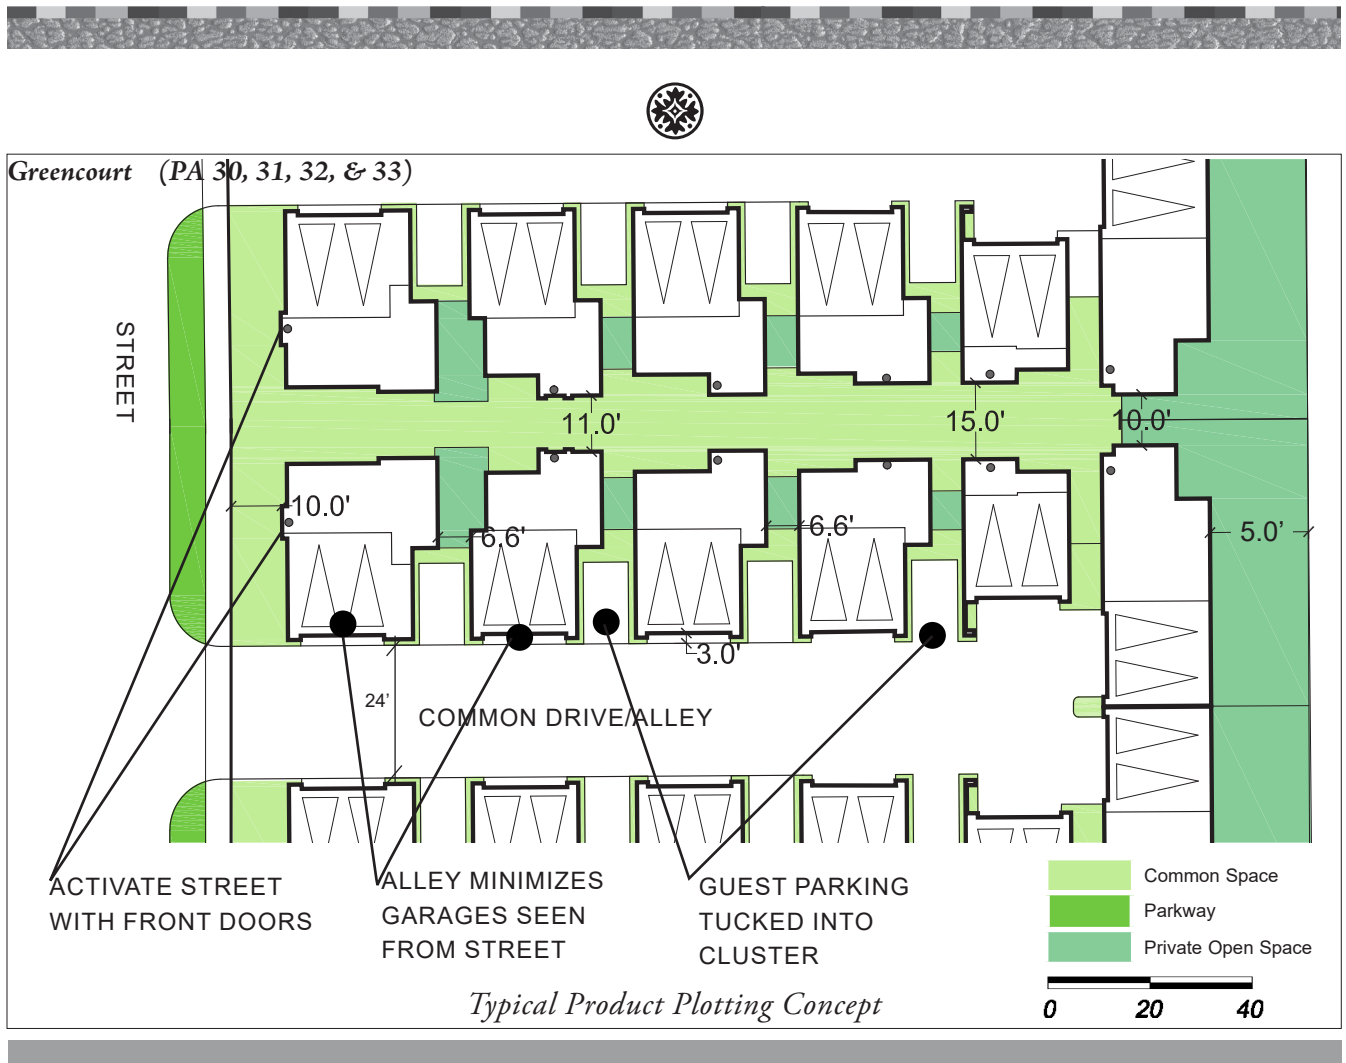 Greencourt (PA 30, 31, 32, & 33)
STREET
11.0'
15.0'
10.0'
10.0'
6.6'
6.6'
5.0’
3.0'
24’
COMMON DRIVE/ALLEY
ACTIVATE STREET
WITH FRONT DOORS
ALLEY MINIMIZES
GARAGES SEEN
FROM STREET
GUEST PARKING
TUCKED INTO
CLUSTER
Common Space
Parkway
Private Open Space
0 20 40
Typical Product Plotting Concept